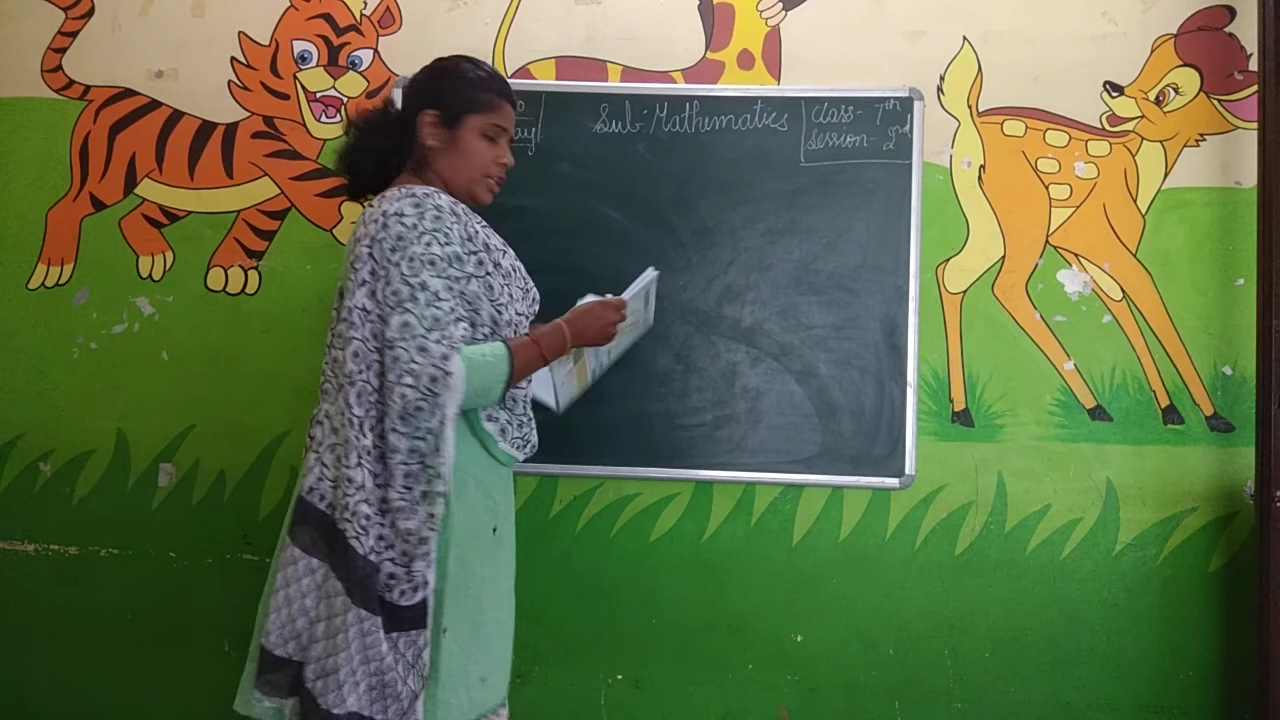 Sub:- Mathematics
Class- 7th
Session- 2nd